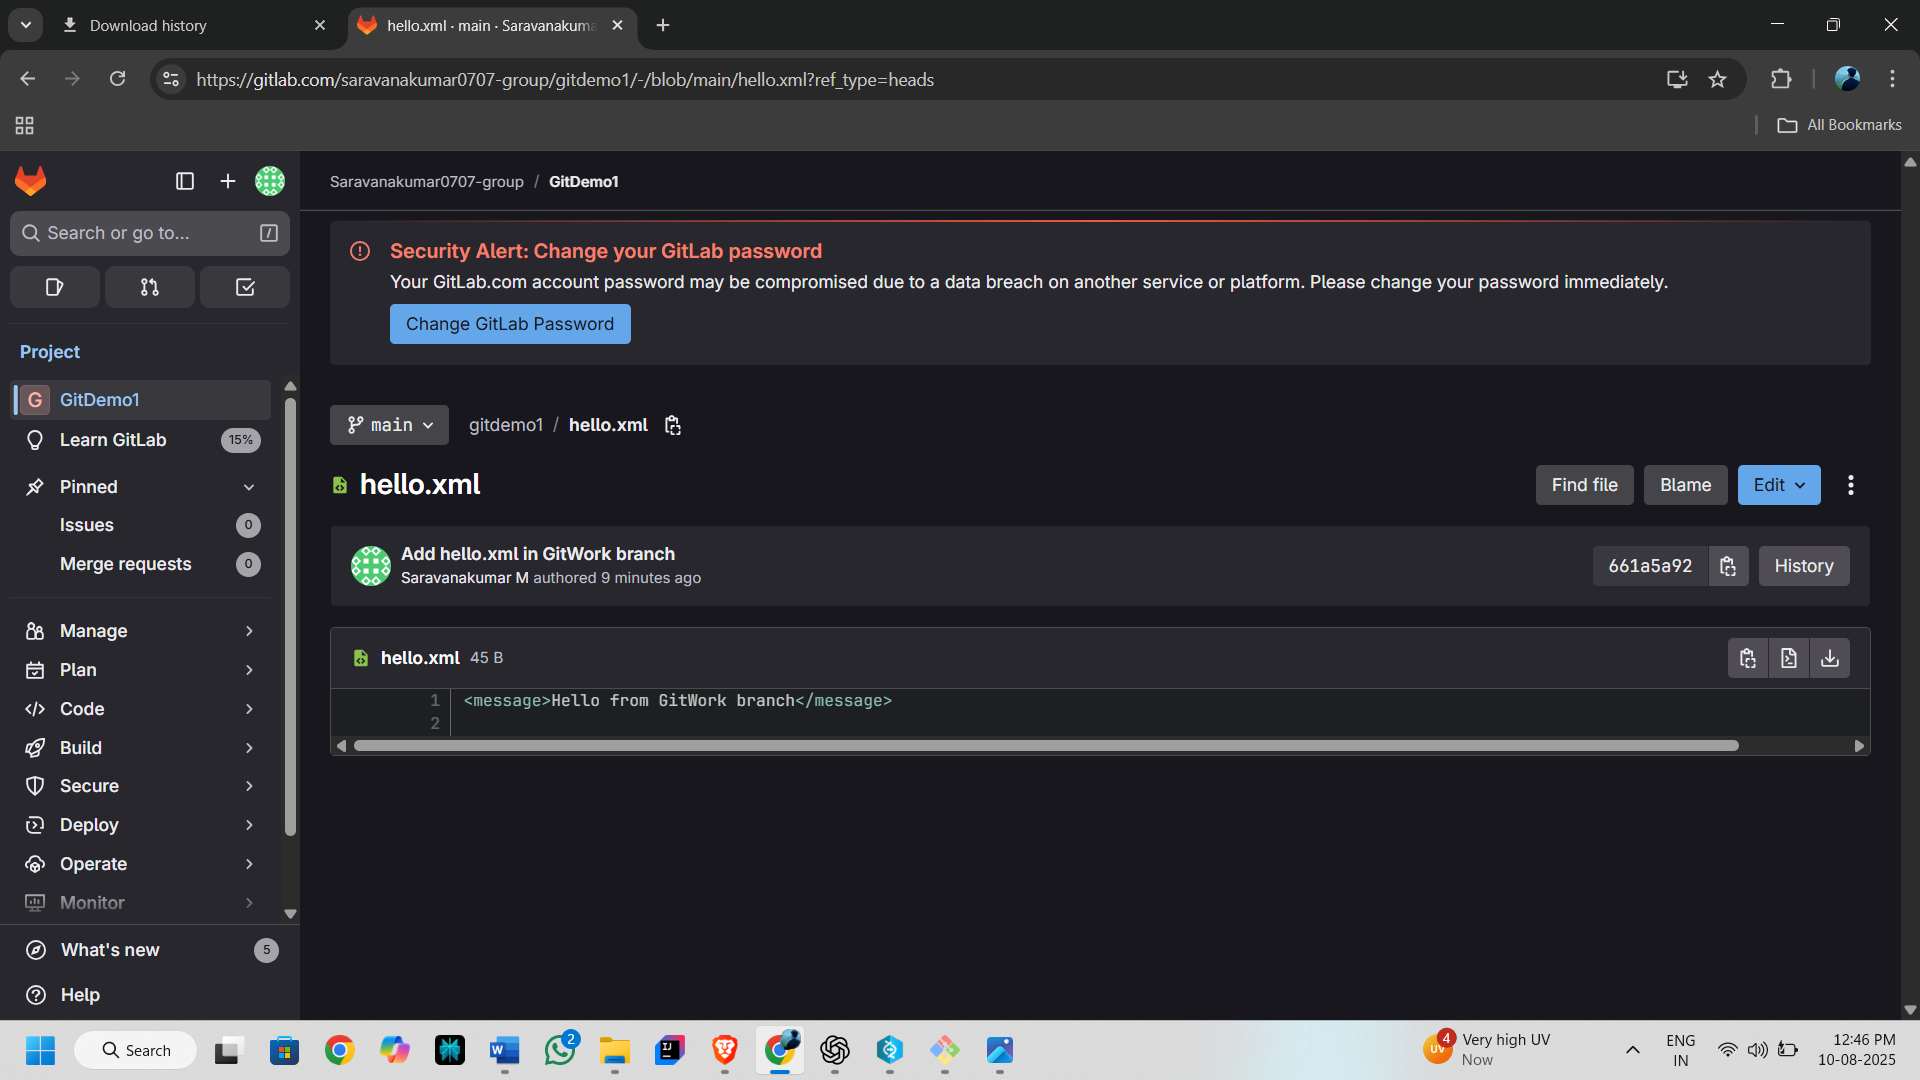 Download history
hello.xml · main · Saravanakuma
https://gitlab.com/saravanakumar0707-group/gitdemo1/-/blob/main/hello.xml?ref_type=heads
All Bookmarks
Saravanakumar0707-group / GitDemo1
Search or go to...
/
Security Alert: Change your GitLab password
Your GitLab.com account password may be compromised due to a data breach on another service or platform. Please change your password immediately.
Change GitLab Password
Project
G GitDemo1
Learn GitLab 15%
Pinned
Issues 0
Merge requests 0
Manage
Plan
Code
Build
Secure
Deploy
Operate
Monitor
What's new 5
Help
main
gitdemo1 / hello.xml
hello.xml
Find file
Blame
Edit
Add hello.xml in GitWork branch
Saravanakumar M authored 9 minutes ago
661a5a92
History
hello.xml 45 B
1 <message>Hello from GitWork branch</message>
2
Search
W
2
IJ
UV
4
Very high UV
Now
ENG
IN
12:46 PM
10-08-2025